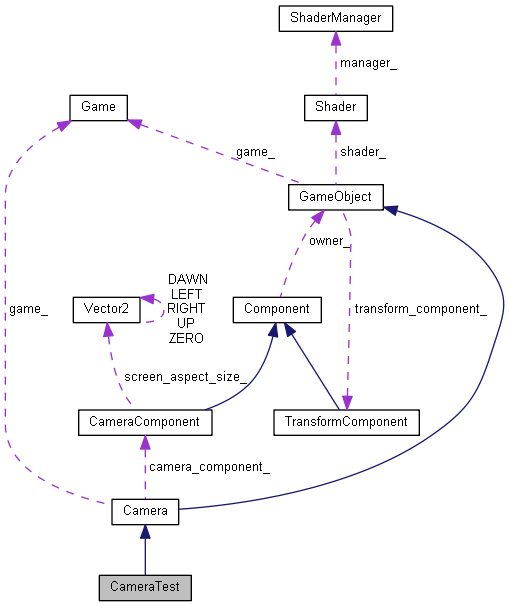 ShaderManager
manager_
Game
Shader
game_
shader_
GameObject
owner_
DAWN
LEFT
RIGHT
UP
ZERO
Vector2
Component
game_
transform_component_
screen_aspect_size_
CameraComponent
TransformComponent
camera_component_
Camera
CameraTest